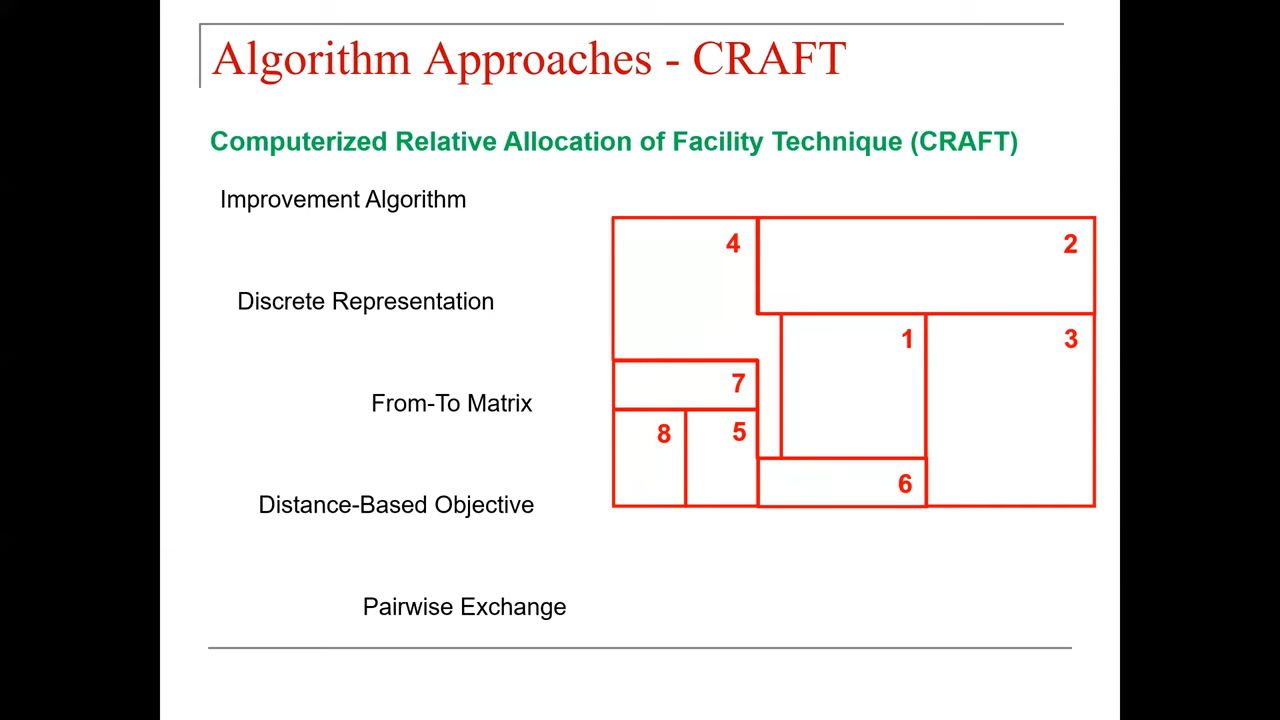 Algorithm Approaches - CRAFT
Computerized Relative Allocation of Facility Technique (CRAFT)
Improvement Algorithm
Discrete Representation
From-To Matrix
Distance-Based Objective
Pairwise Exchange
4
2
1
3
7
8
5
6